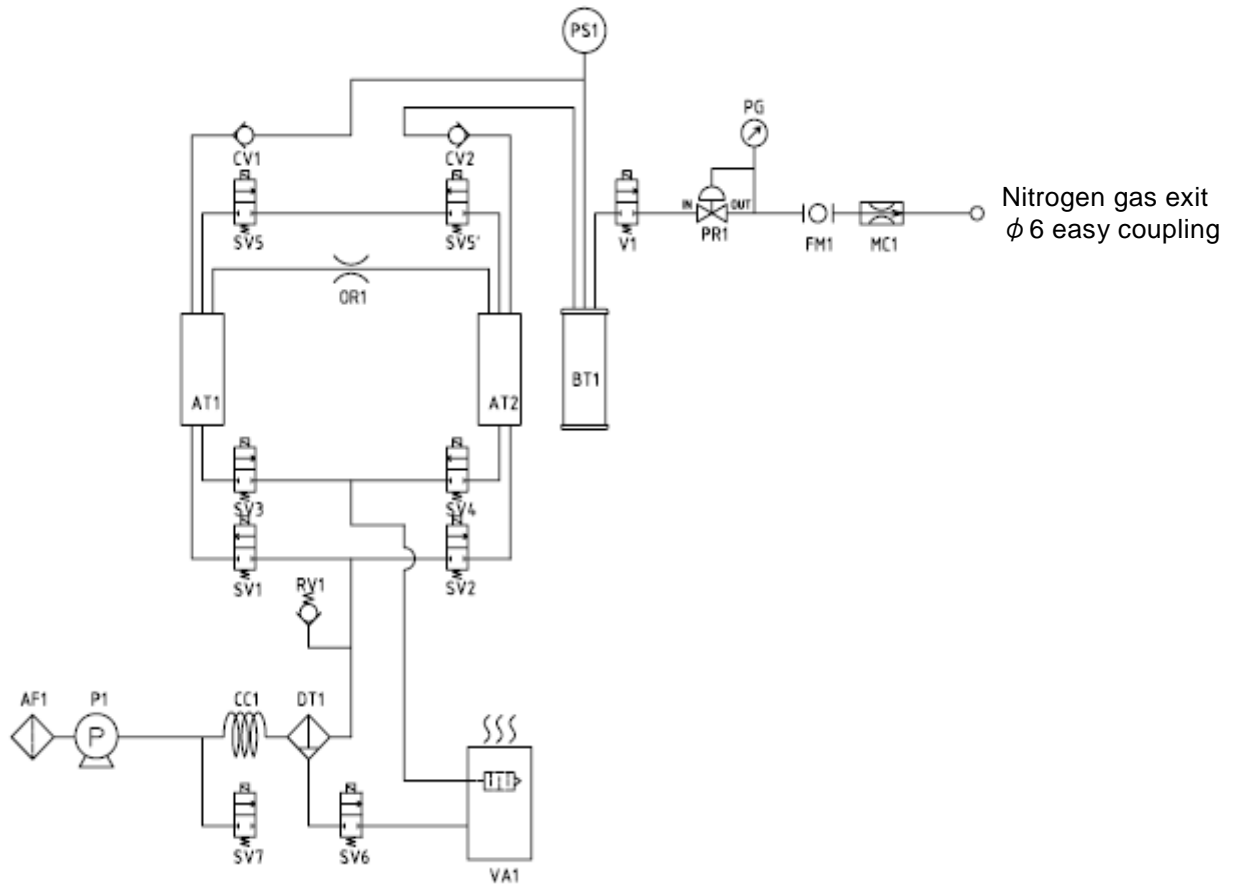 PS1
PG
CV1
CV2
SV5
SV5'
V1
IN
OUT
PR1
FM1
MC1
Nitrogen gas exit
φ6 easy coupling
OR1
AT1
AT2
BT1
SV3
SV4
SV1
SV2
RV1
AF1
P1
P
CC1
DT1
SV7
SV6
VA1